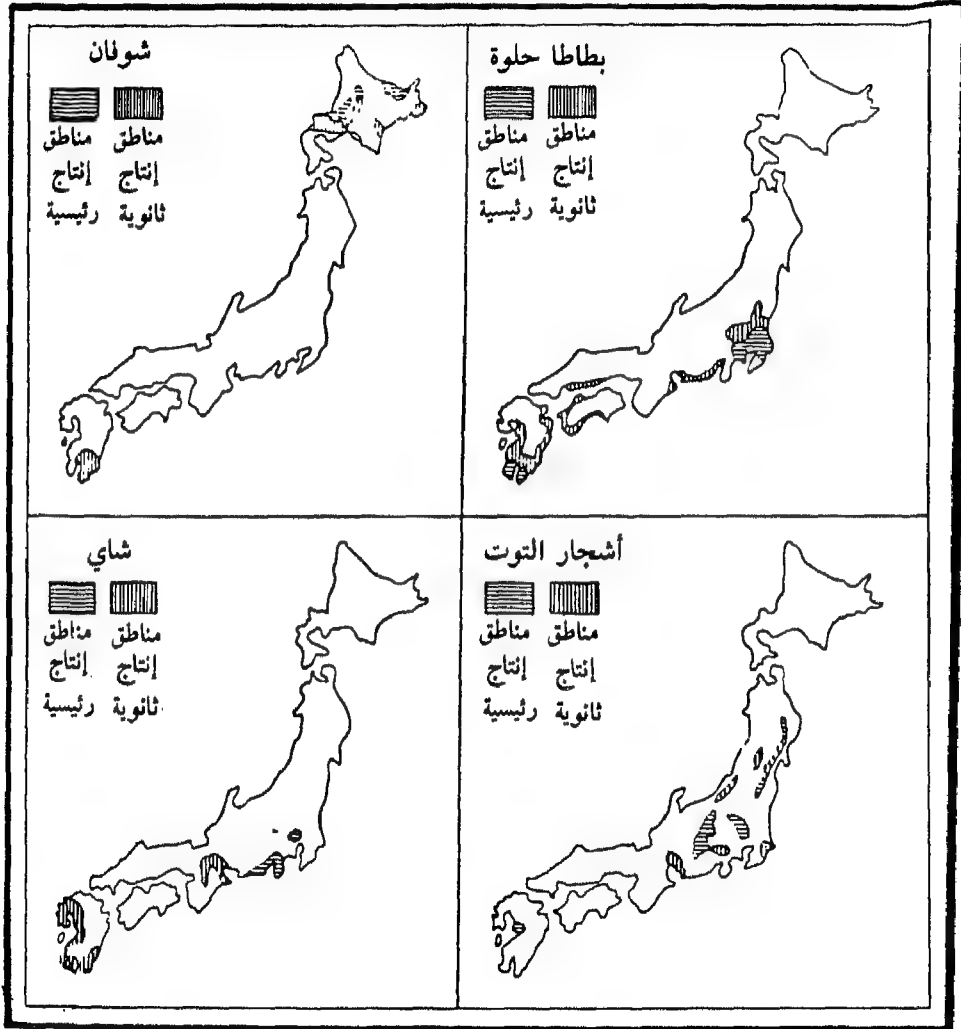 شوفان
مناطق مناطق
إنتاج إنتاج
ثانوية رئيسية
بطاطا حلوة
مناطق مناطق
إنتاج إنتاج
ثانوية رئيسية
شاي
مناطق مناطق
إنتاج إنتاج
ثانوية رئيسية
أشجار التوت
مناطق مناطق
إنتاج إنتاج
ثانوية رئيسية